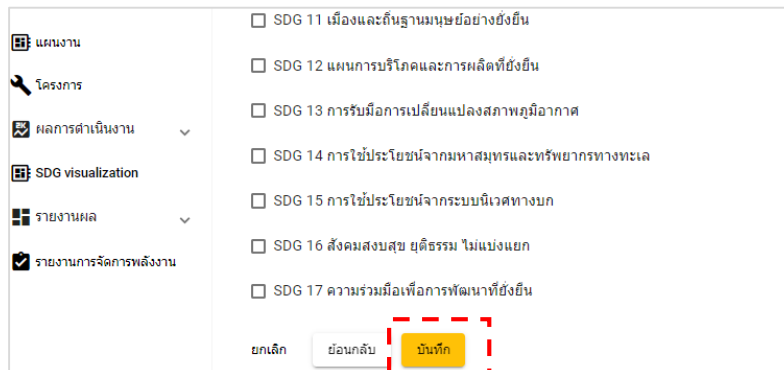 แผนงาน
โครงการ
ผลการดำเนินงาน
SDG visualization
รายงานผล
รายงานการจัดการพลังงาน
SDG 11 เมืองและถิ่นฐานมนุษย์อย่างยั่งยืน
SDG 12 แผนการบริโภคและการผลิตที่ยั่งยืน
SDG 13 การรับมือการเปลี่ยนแปลงสภาพภูมิอากาศ
SDG 14 การใช้ประโยชน์จากมหาสมุทรและทรัพยากรทางทะเล
SDG 15 การใช้ประโยชน์จากระบบนิเวศทางบก
SDG 16 สังคมสงบสุข ยุติธรรม ไม่แบ่งแยก
SDG 17 ความร่วมมือเพื่อการพัฒนาที่ยั่งยืน
ยกเลิก ย้อนกลับ บันทึก